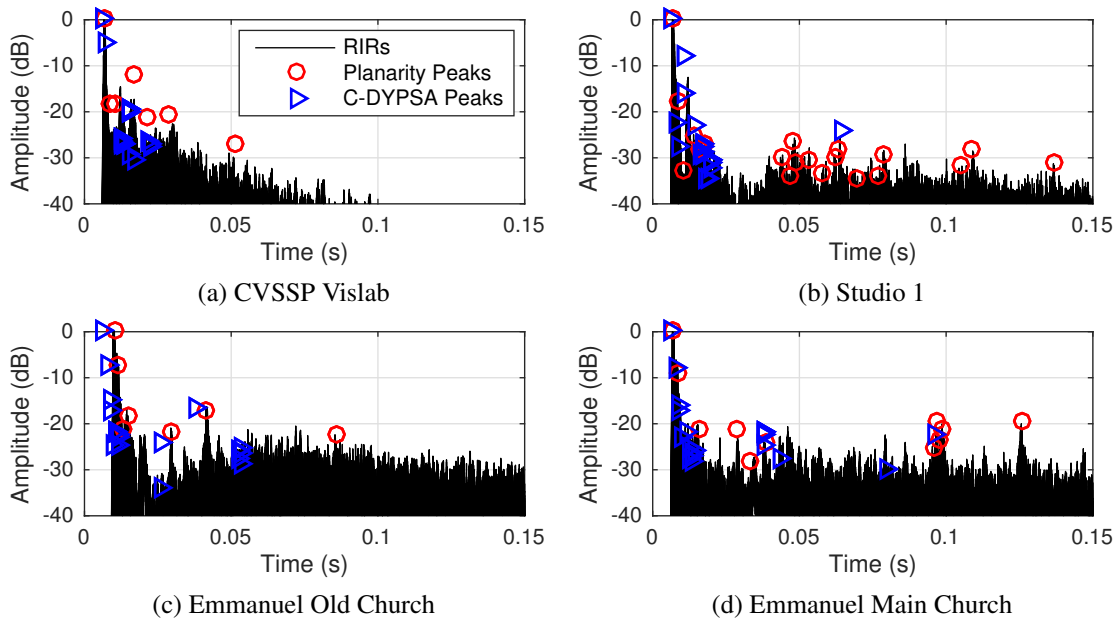 0
-10
-20
-30
-40
Amplitude (dB)
0 0.05 0.1 0.15
Time (s)
RIRs
Planarity Peaks
C-DYPSA Peaks
(a) CVSSP Vislab
0
-10
-20
-30
-40
Amplitude (dB)
0 0.05 0.1 0.15
Time (s)
(b) Studio 1
0
-10
-20
-30
-40
Amplitude (dB)
0 0.05 0.1 0.15
Time (s)
(c) Emmanuel Old Church
0
-10
-20
-30
-40
Amplitude (dB)
0 0.05 0.1 0.15
Time (s)
(d) Emmanuel Main Church